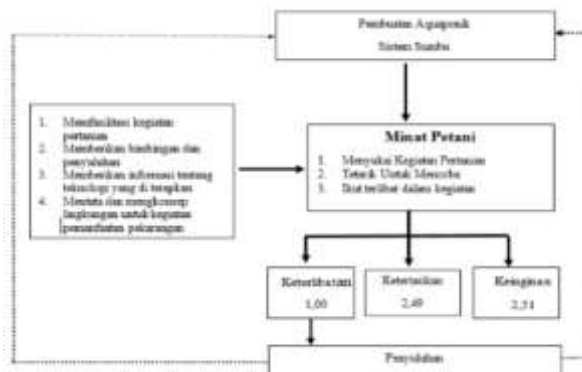 Pembuatan Aquaponik
Sistem Sumbu
1. Memfasilitasi kegiatan
pertanian
2. Memberikan bimbingan dan
penyuluhan
3. Memberikan informasi tentang
teknologi yang di terapkan
4. Menata dan mengkonsep
lingkungan untuk kegiatan
pemanfaatan pekarangan
Minat Petani
1. Menyukai Kegiatan Pertanian
2. Tetarik Untuk Mencoba
3. Ikut terlibat dalam kegiatan
Keterlibatan
1,00
Ketertarikan
2,49
Keinginan
2,51
Penyuluhan